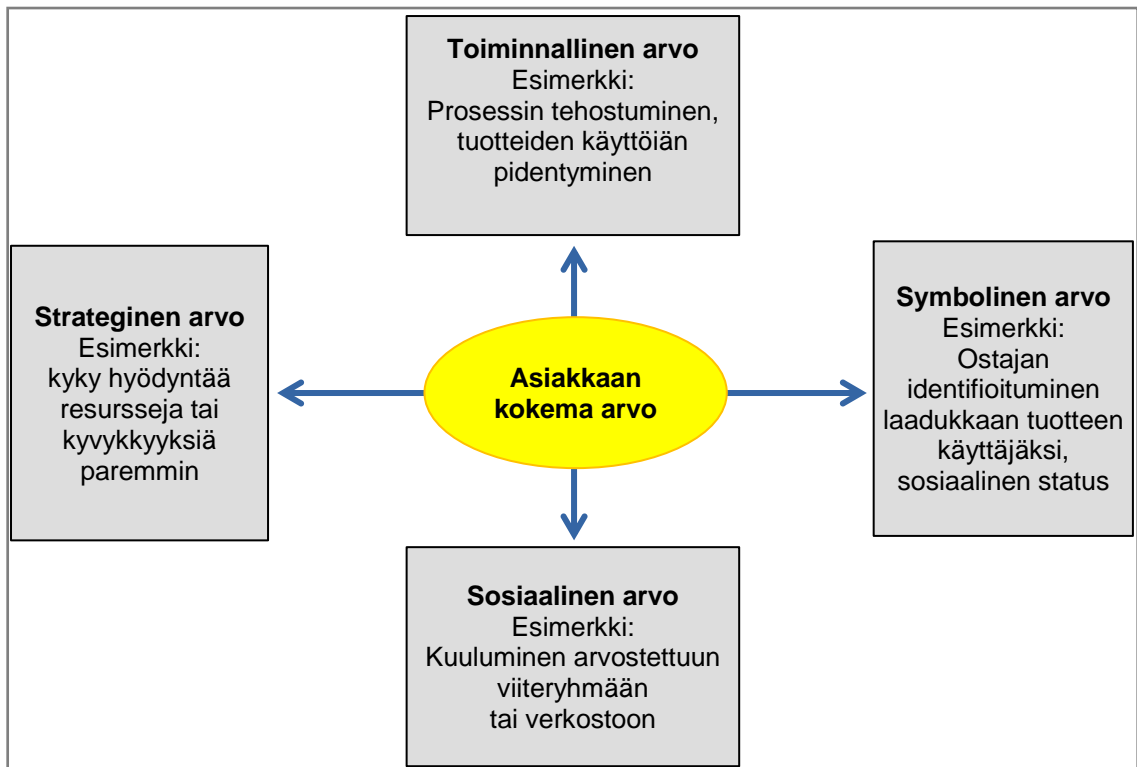 Toiminnallinen arvo
Esimerkki:
Prosessin tehostuminen,
tuotteiden käyttöiän
pidentyminen
Strateginen arvo
Esimerkki:
kyky hyödyntää
resursseja tai
kyvykkyyksiä
paremmin
Asiakkaan
kokema arvo
Symbolinen arvo
Esimerkki:
Ostajan
identifioituminen
laadukkaan tuotteen
käyttäjäksi,
sosiaalinen status
Sosiaalinen arvo
Esimerkki:
Kuuluminen arvostettuun
viiteryhmään
tai verkostoon